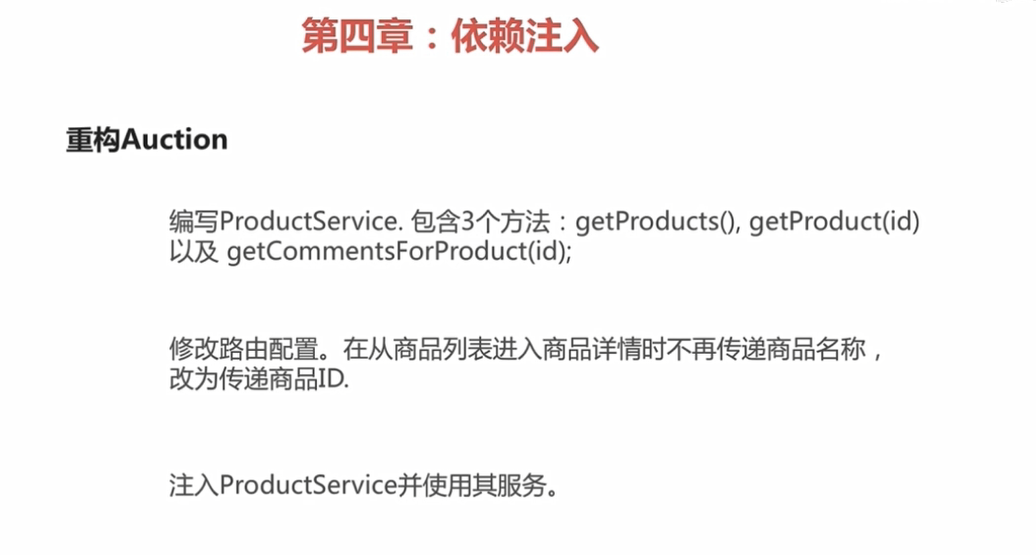 第四章：依赖注入
重构Auction
编写ProductService. 包含3个方法：getProducts(), getProduct(id)
以及 getCommentsForProduct(id);
修改路由配置。在从商品列表进入商品详情时不再传递商品名称，
改为传递商品ID.
注入ProductService并使用其服务。